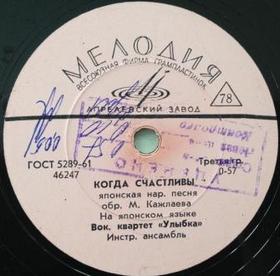 МЕЛОДИЯ
ВСЕСОЮЗНАЯ ФИРМА ГРАМПЛАСТИНОК
АПРЕЛЕВСКИЙ ЗАВОД
78
ГОСТ 5289-61
46247
Третья гр.
0-57
КОГДА СЧАСТЛИВЫ
японская нар. песня
обр. М. Кажлаева
На японском языке
Вок. квартет «Улыбка»
Инстр. ансамбль